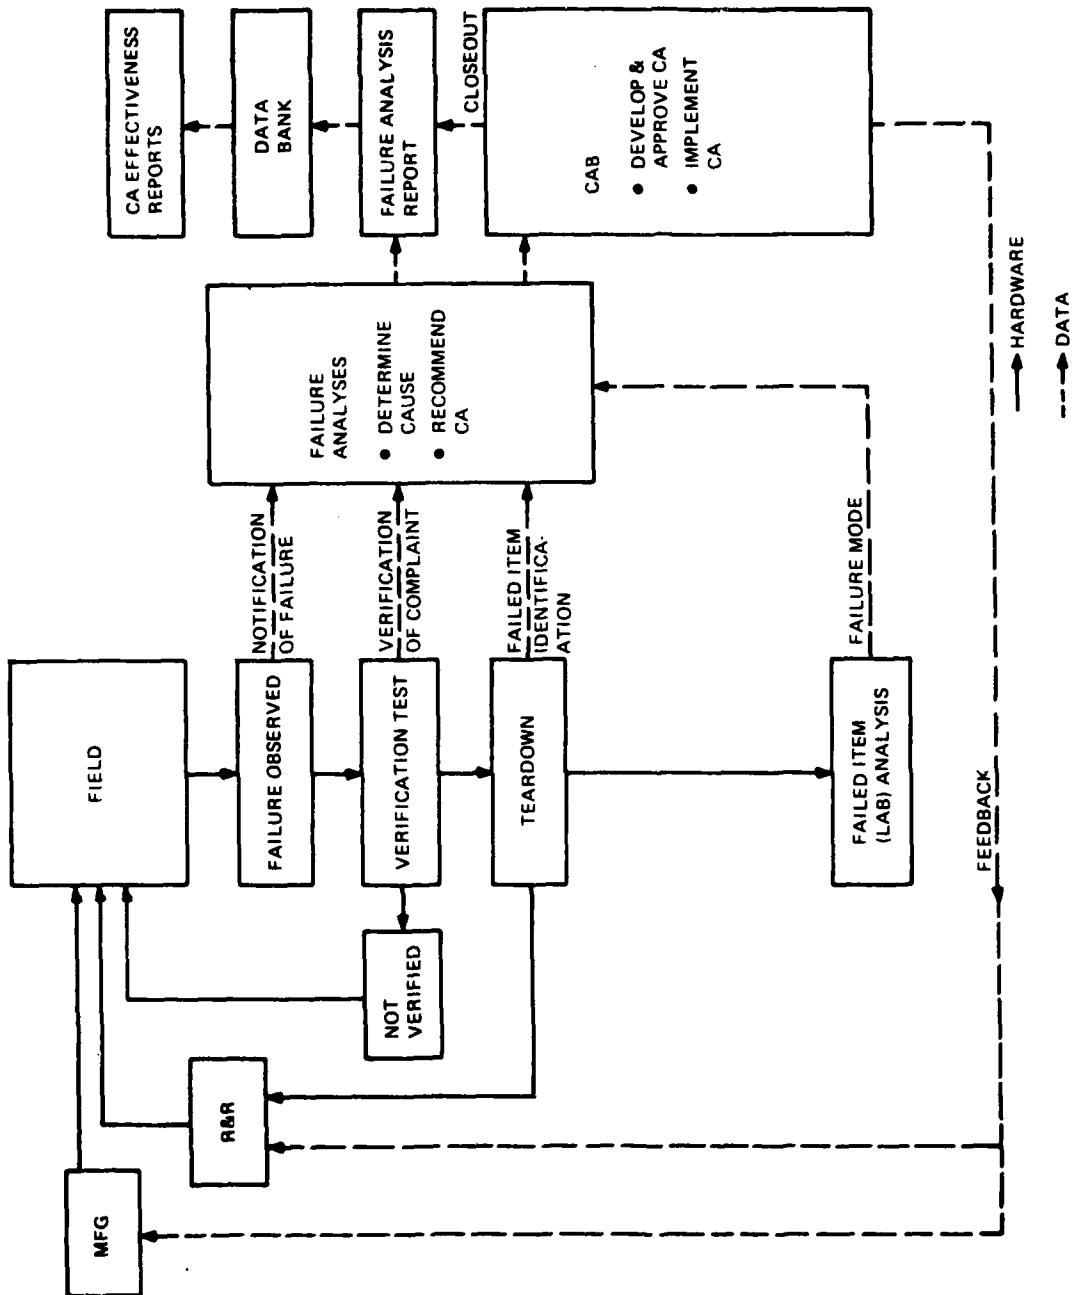 MFG
R&R
NOT
VERIFIED
FIELD
FAILURE OBSERVED
VERIFICATION TEST
TEARDOWN
FAILED ITEM
(LAB) ANALYSIS
NOTIFICATION
OF FAILURE
VERIFICATION
OF COMPLAINT
FAILED ITEM
IDENTIFICA-
ATION
FAILURE MODE
FAILURE
ANALYSES
● DETERMINE
CAUSE
● RECOMMEND
CA
CA EFFECTIVENESS
REPORTS
DATA
BANK
FAILURE ANALYSIS
REPORT
CLOSEOUT
CAB
● DEVELOP &
APPROVE CA
● IMPLEMENT
CA
FEEDBACK
HARDWARE
DATA